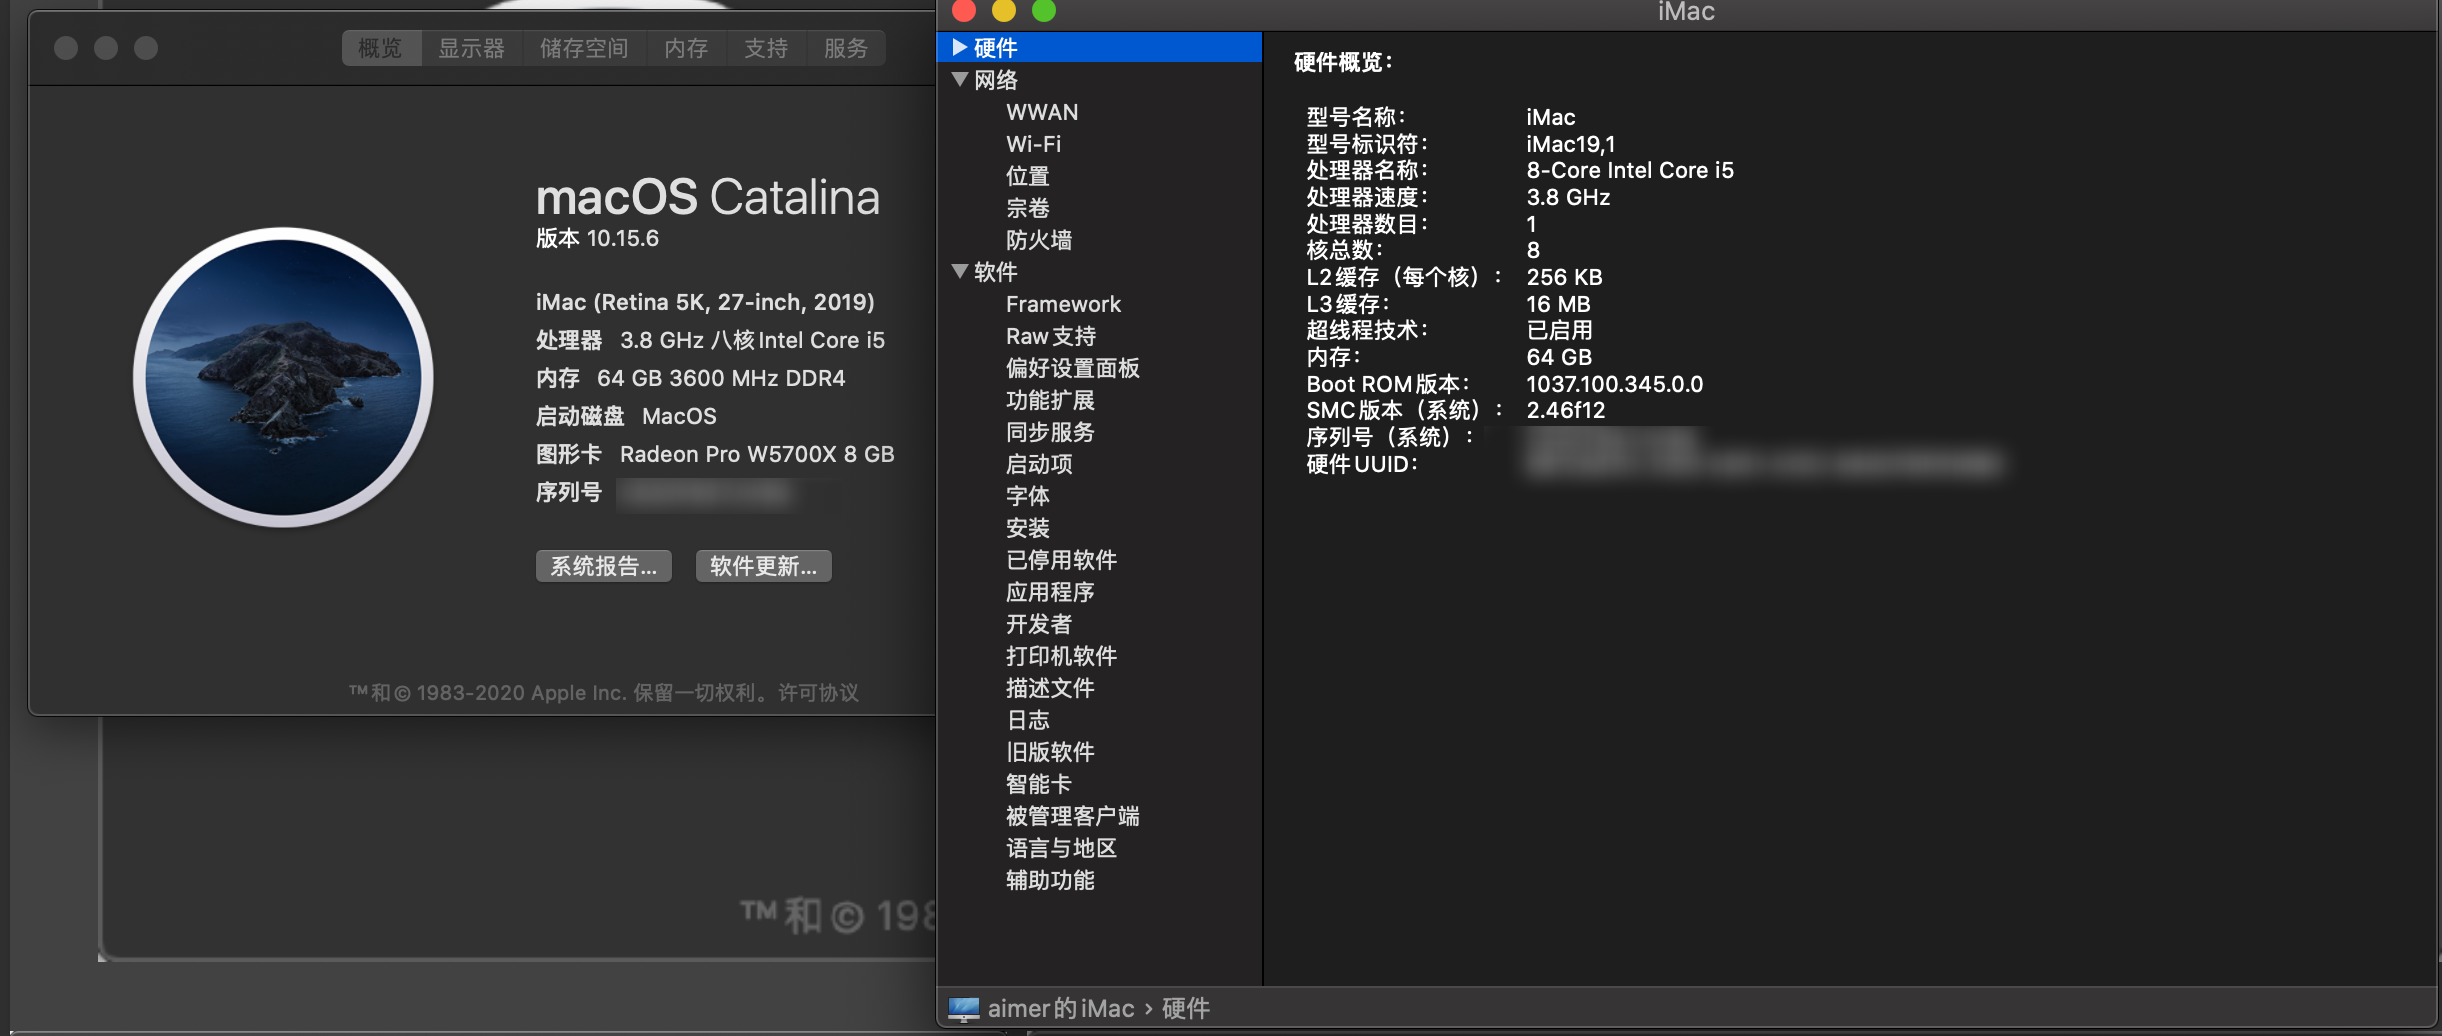 概览 显示器 储存空间 内存 支持 服务
macOS Catalina
版本 10.15.6
iMac (Retina 5K, 27-inch, 2019)
处理器 3.8 GHz 八核Intel Core i5
内存 64 GB 3600 MHz DDR4
启动磁盘 MacOS
图形卡 Radeon Pro W5700X 8 GB
序列号
系统报告... 软件更新...
™和© 1983-2020 Apple Inc. 保留一切权利。许可协议
™和© 198
iMac
硬件
网络
WWAN
Wi-Fi
位置
宗卷
防火墙
软件
Framework
Raw支持
偏好设置面板
功能扩展
同步服务
启动项
字体
安装
已停用软件
应用程序
开发者
打印机软件
描述文件
日志
旧版软件
智能卡
被管理客户端
语言与地区
辅助功能
硬件概览：
型号名称： iMac
型号标识符： iMac19,1
处理器名称： 8-Core Intel Core i5
处理器速度： 3.8 GHz
处理器数目： 1
核总数： 8
L2缓存（每个核）： 256 KB
L3缓存： 16 MB
超线程技术： 已启用
内存： 64 GB
Boot ROM版本： 1037.100.345.0.0
SMC版本（系统）： 2.46f12
序列号（系统）：
硬件UUID：
aimer的iMac › 硬件